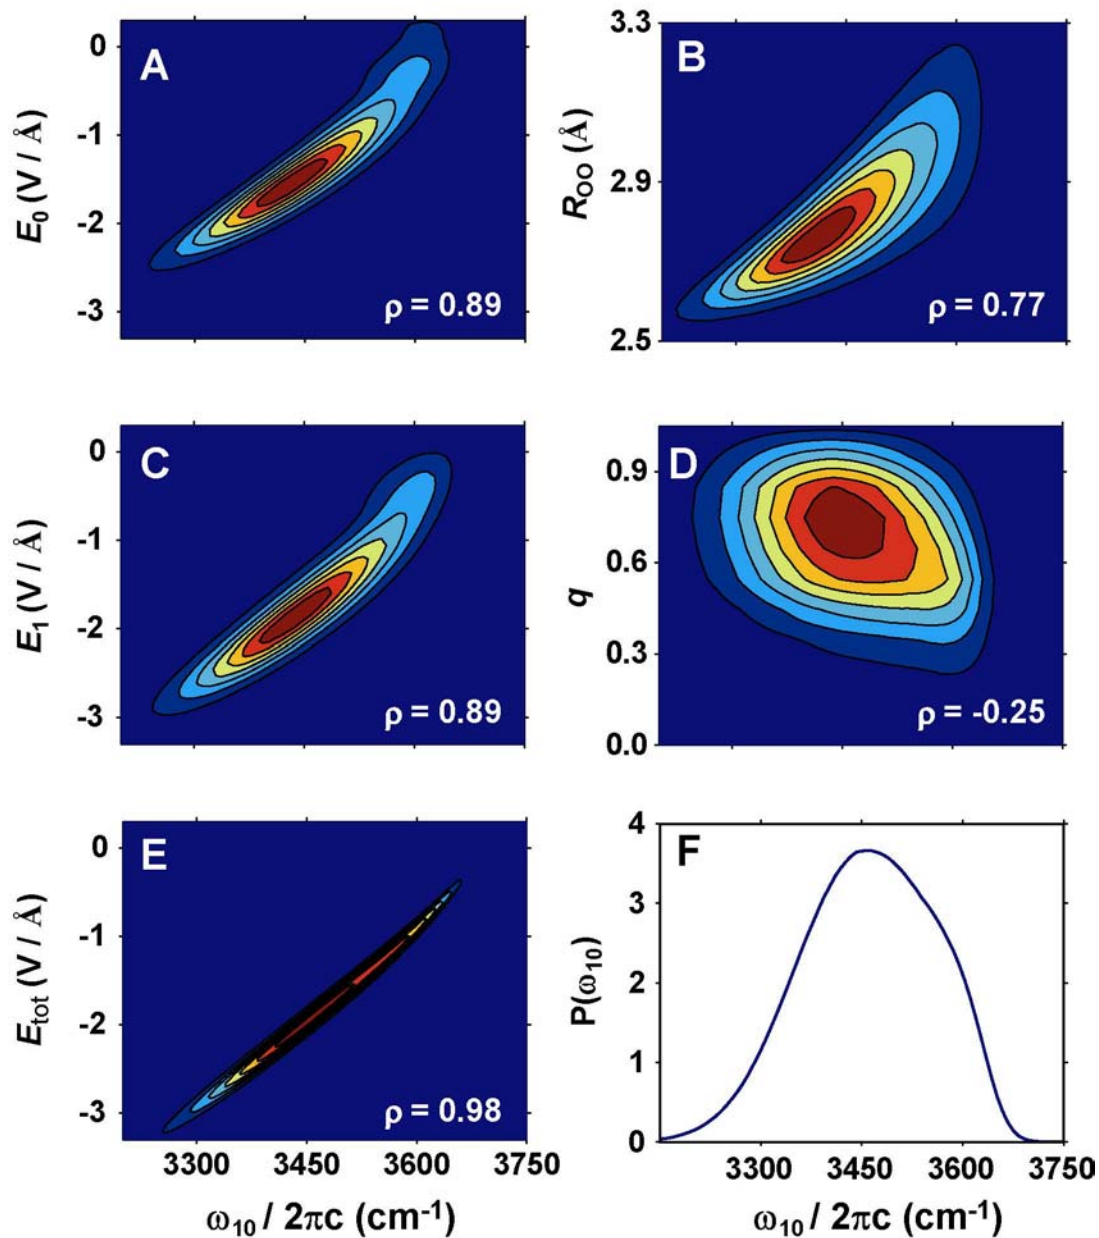 A
E₀ (V / Å)
0
-1
-2
-3
ρ = 0.89
B
R_OO (Å)
3.3
2.9
2.5
ρ = 0.77
C
E₁ (V / Å)
0
-1
-2
-3
ρ = 0.89
D
q
0.9
0.6
0.3
0.0
ρ = -0.25
E
E_tot (V / Å)
0
-1
-2
-3
ρ = 0.98
3300 3450 3600 3750
ω₁₀ / 2πc (cm⁻¹)
F
P(ω₁₀)
4
3
2
1
0
3300 3450 3600 3750
ω₁₀ / 2πc (cm⁻¹)